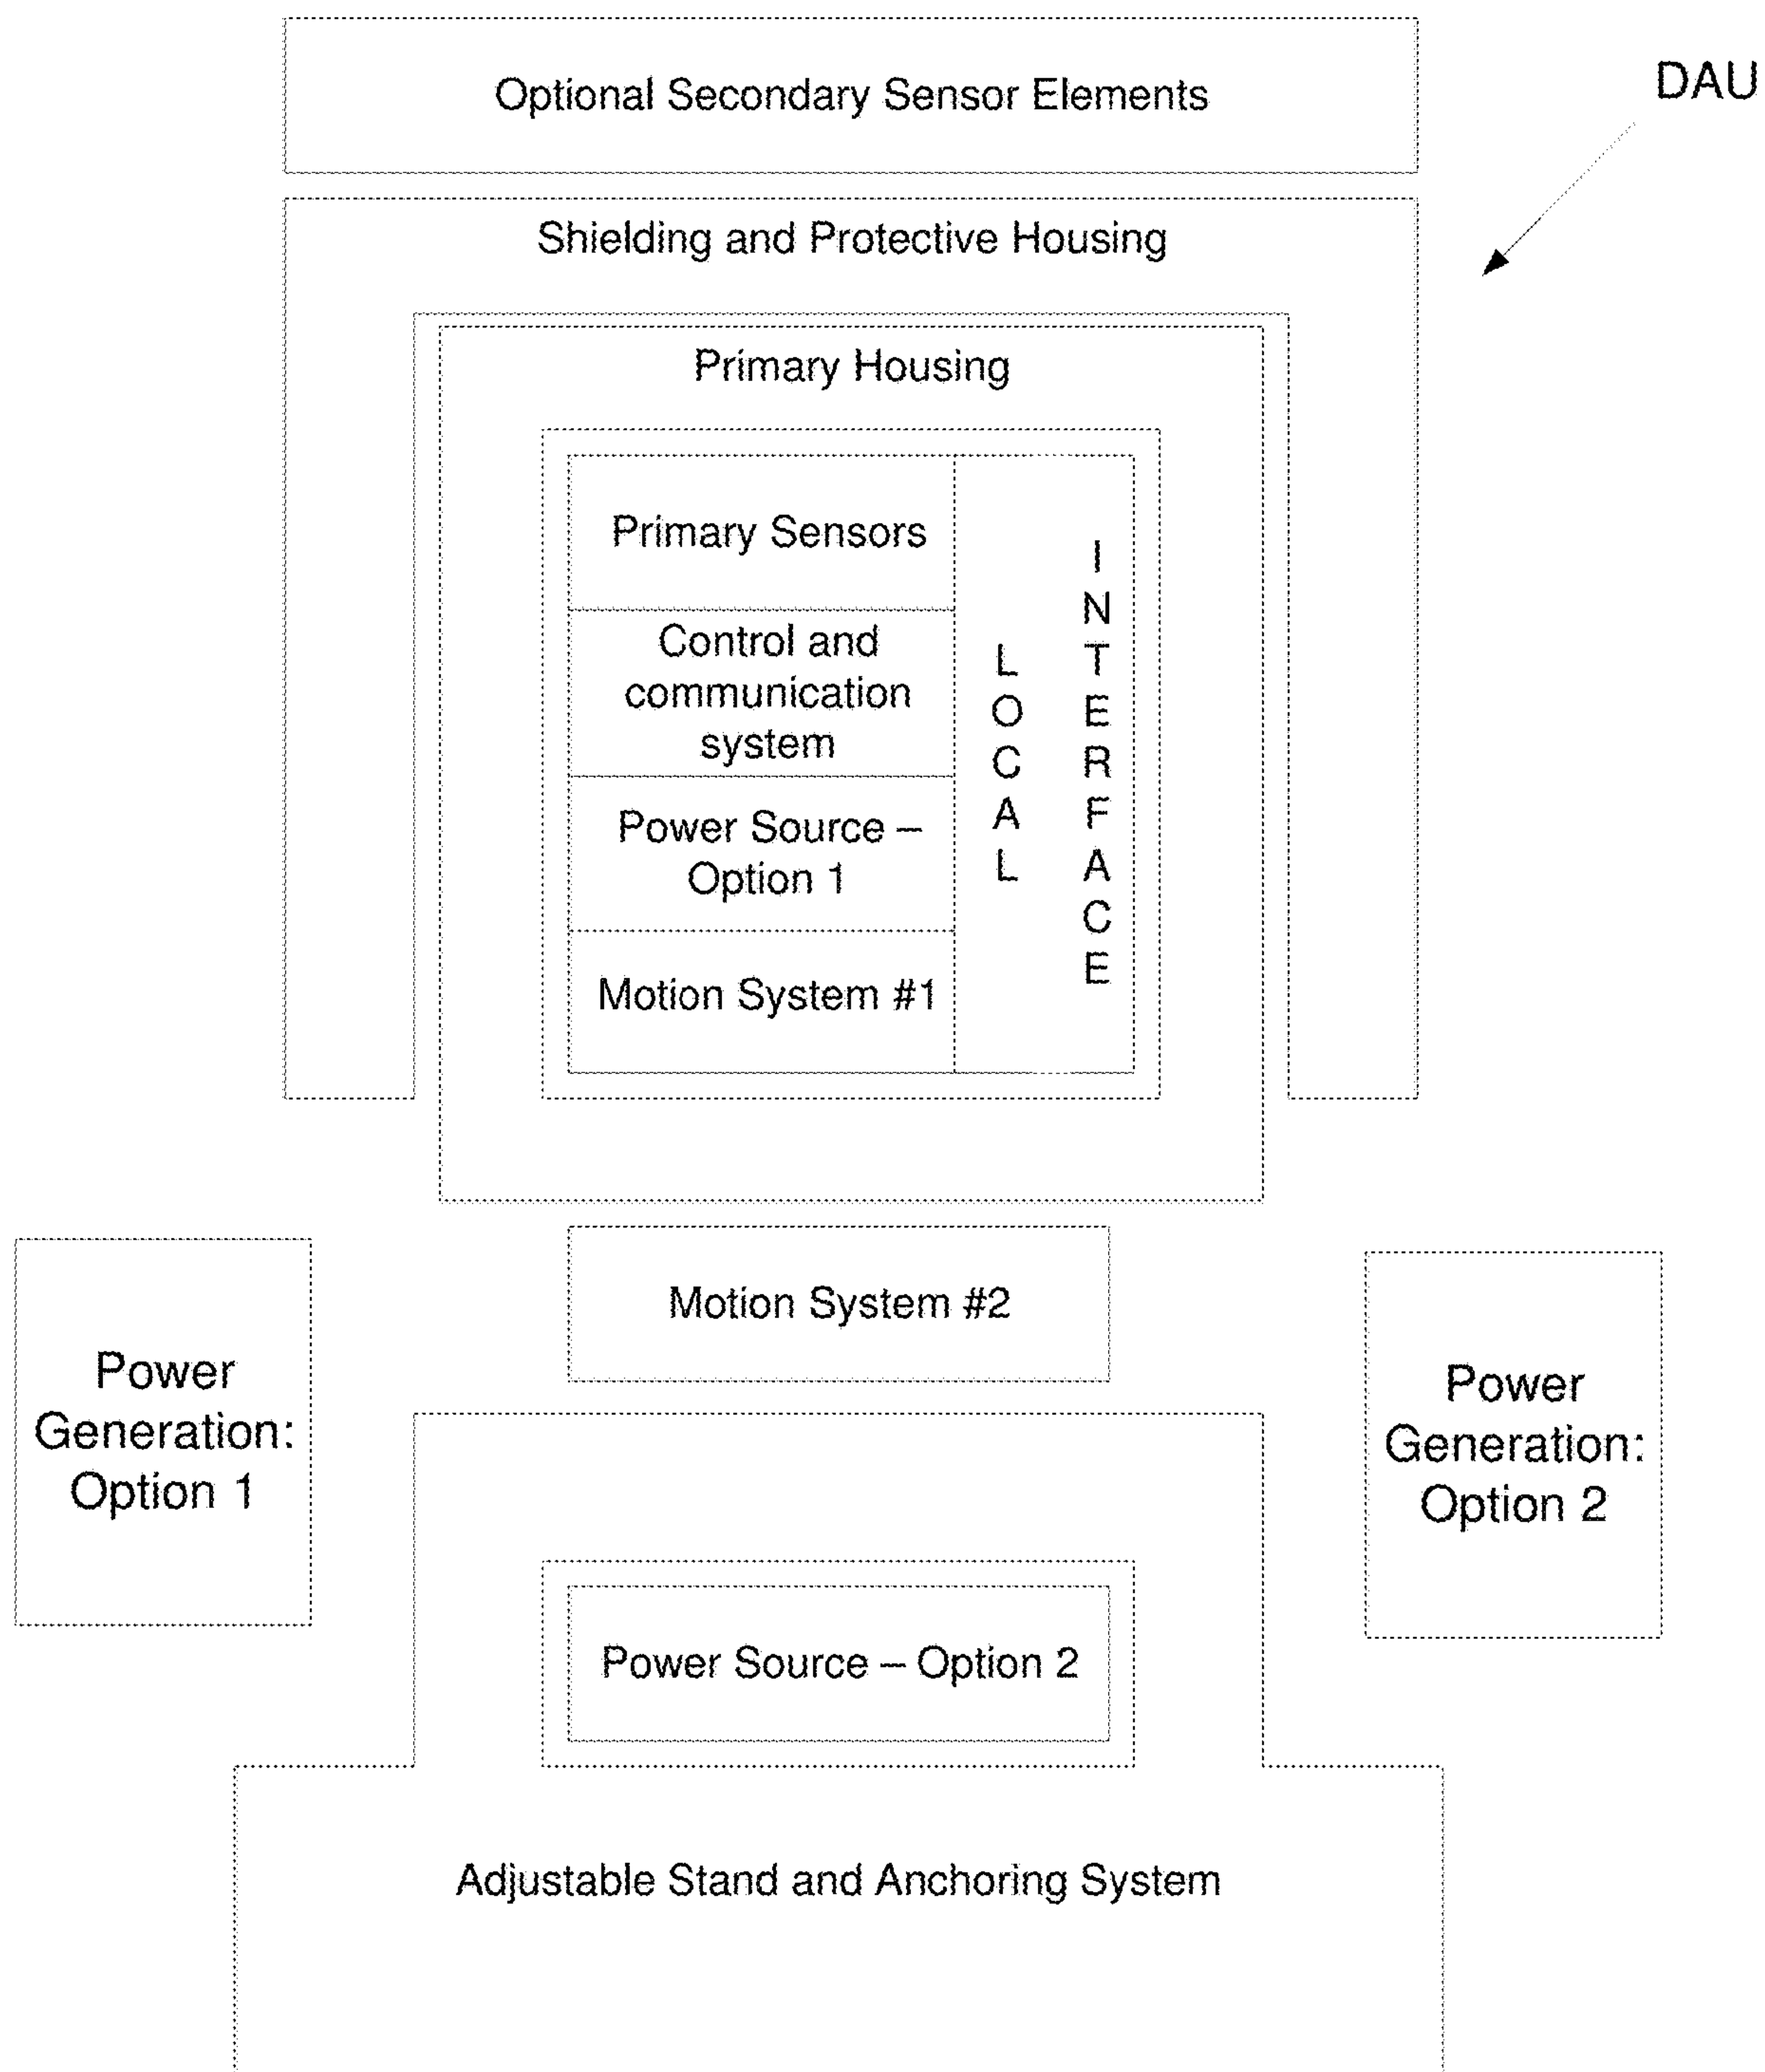 Optional Secondary Sensor Elements
DAU
Shielding and Protective Housing
Primary Housing
Primary Sensors
Control and
communication
system
Power Source –
Option 1
Motion System #1
LOCAL
INTERFACE
Motion System #2
Power
Generation:
Option 1
Power
Generation:
Option 2
Power Source – Option 2
Adjustable Stand and Anchoring System